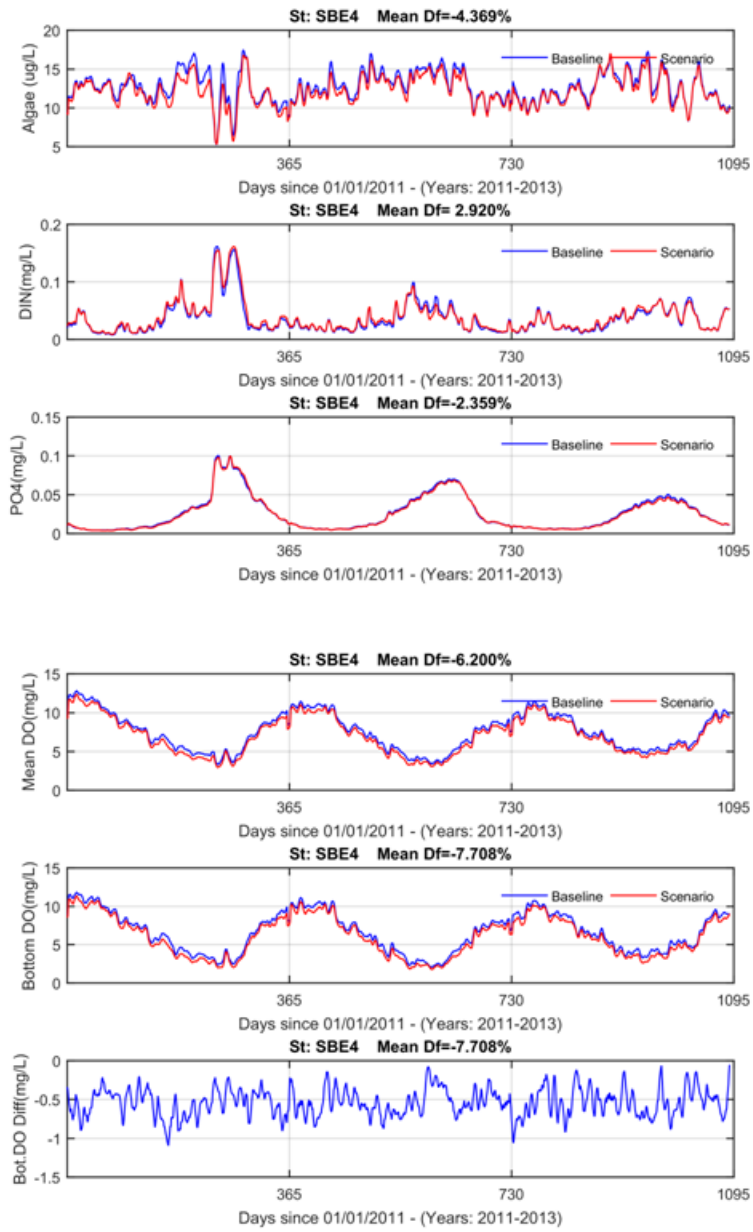 St: SBE4 Mean Df=-4.369%
20
15
10
5
Algae (ug/L)
Baseline Scenario
365 730 1095
Days since 01/01/2011 - (Years: 2011-2013)
St: SBE4 Mean Df= 2.920%
0.2
0.1
0
DIN(mg/L)
Baseline Scenario
365 730 1095
Days since 01/01/2011 - (Years: 2011-2013)
St: SBE4 Mean Df=-2.359%
0.15
0.1
0.05
0
PO4(mg/L)
Baseline Scenario
365 730 1095
Days since 01/01/2011 - (Years: 2011-2013)
St: SBE4 Mean Df=-6.200%
15
10
5
0
Mean DO(mg/L)
Baseline Scenario
365 730 1095
Days since 01/01/2011 - (Years: 2011-2013)
St: SBE4 Mean Df=-7.708%
15
10
5
0
Bottom DO(mg/L)
Baseline Scenario
365 730 1095
Days since 01/01/2011 - (Years: 2011-2013)
St: SBE4 Mean Df=-7.708%
0
-0.5
-1
-1.5
Bot.DO Diff(mg/L)
365 730 1095
Days since 01/01/2011 - (Years: 2011-2013)